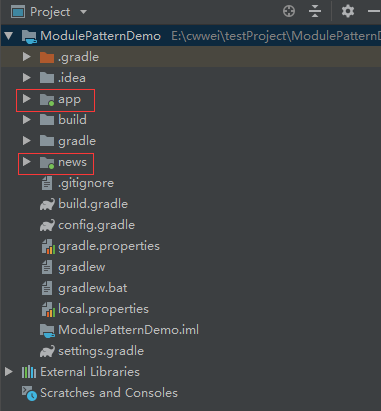 Project
ModulePatternDemo E:\cwwei\testProject\ModulePatternD
.gradle
.idea
app
build
gradle
news
.gitignore
build.gradle
config.gradle
gradle.properties
gradlew
gradlew.bat
local.properties
ModulePatternDemo.iml
settings.gradle
External Libraries
Scratches and Consoles